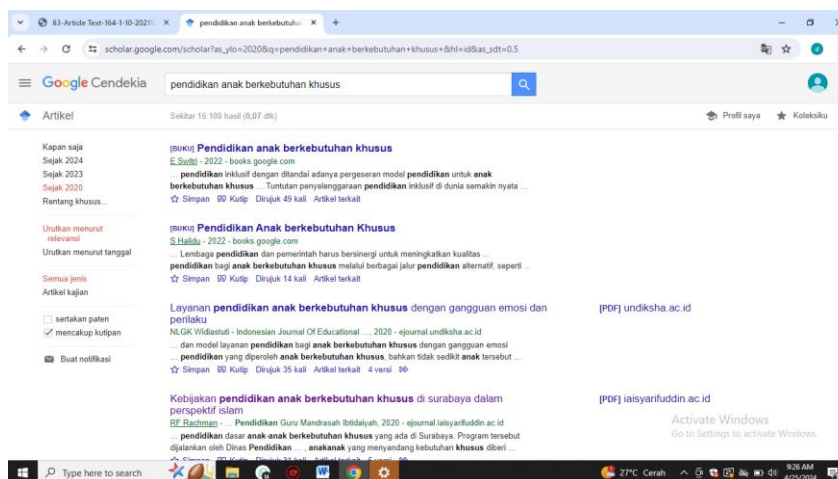 83-Article Text-164-1-10-2021
pendidikan anak berkebutuha
scholar.google.com/scholar?as_ylo=2020&q=pendidikan+anak+berkebutuhan+khusus+&hl=id&as_sdt=0.5
Google Cendekia
pendidikan anak berkebutuhan khusus
Artikel
Sekitar 16.100 hasil (0,07 dtk)
Profil saya
Koleksiku
Kapan saja
Sejak 2024
Sejak 2023
Sejak 2020
Rentang khusus...
Urutkan menurut
relevansi
Urutkan menurut tanggal
Semua jenis
Artikel kajian
sertakan paten
mencakup kutipan
Buat notifikasi
[BUKU] Pendidikan anak berkebutuhan khusus
E Switri - 2022 - books.google.com
... pendidikan inklusif dengan ditandai adanya pergeseran model pendidikan untuk anak
berkebutuhan khusus ... Tuntutan penyelenggaraan pendidikan inklusif di dunia semakin nyata ...
Simpan Kutip Dirujuk 49 kali Artikel terkait
[BUKU] Pendidikan Anak Berkebutuhan Khusus
S Halidu - 2022 - books.google.com
... Lembaga pendidikan dan pemerintah harus bersinergi untuk meningkatkan kualitas ...
pendidikan bagi anak berkebutuhan khusus melalui berbagai jalur pendidikan alternatif, seperti ...
Simpan Kutip Dirujuk 14 kali Artikel terkait
Layanan pendidikan anak berkebutuhan khusus dengan gangguan emosi dan
perilaku
[PDF] undiksha.ac.id
NLGK Widiastuti - Indonesian Journal Of Educational ..., 2020 - ejournal.undiksha.ac.id
... dan model layanan pendidikan bagi anak berkebutuhan khusus dengan gangguan emosi
... pendidikan yang diperoleh anak berkebutuhan khusus, bahkan tidak sedikit anak tersebut ...
Simpan Kutip Dirujuk 35 kali Artikel terkait 4 versi
Kebijakan pendidikan anak berkebutuhan khusus di surabaya dalam
perspektif islam
[PDF] iaisyarifuddin.ac.id
RF Rachman - ... Pendidikan Guru Mandrasah Ibtidaiyah, 2020 - ejournal.iaisyarifuddin.ac.id
... pendidikan dasar anak-anak berkebutuhan khusus yang ada di Surabaya. Program tersebut
dijalankan oleh Dinas Pendidikan ... , anakanak yang menyandang kebutuhan khusus diberi ...
Activate Windows
Go to Settings to activate Windows.
Type here to search
27°C Cerah
9:26 AM
4/25/2024